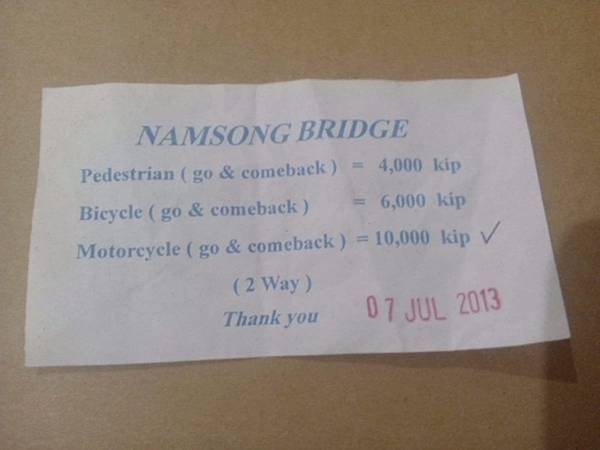 NAMSONG BRIDGE
Pedestrian ( go & comeback ) = 4,000 kip
Bicycle ( go & comeback ) = 6,000 kip
Motorcycle ( go & comeback ) = 10,000 kip ✓
( 2 Way )
Thank you
07 JUL 2013